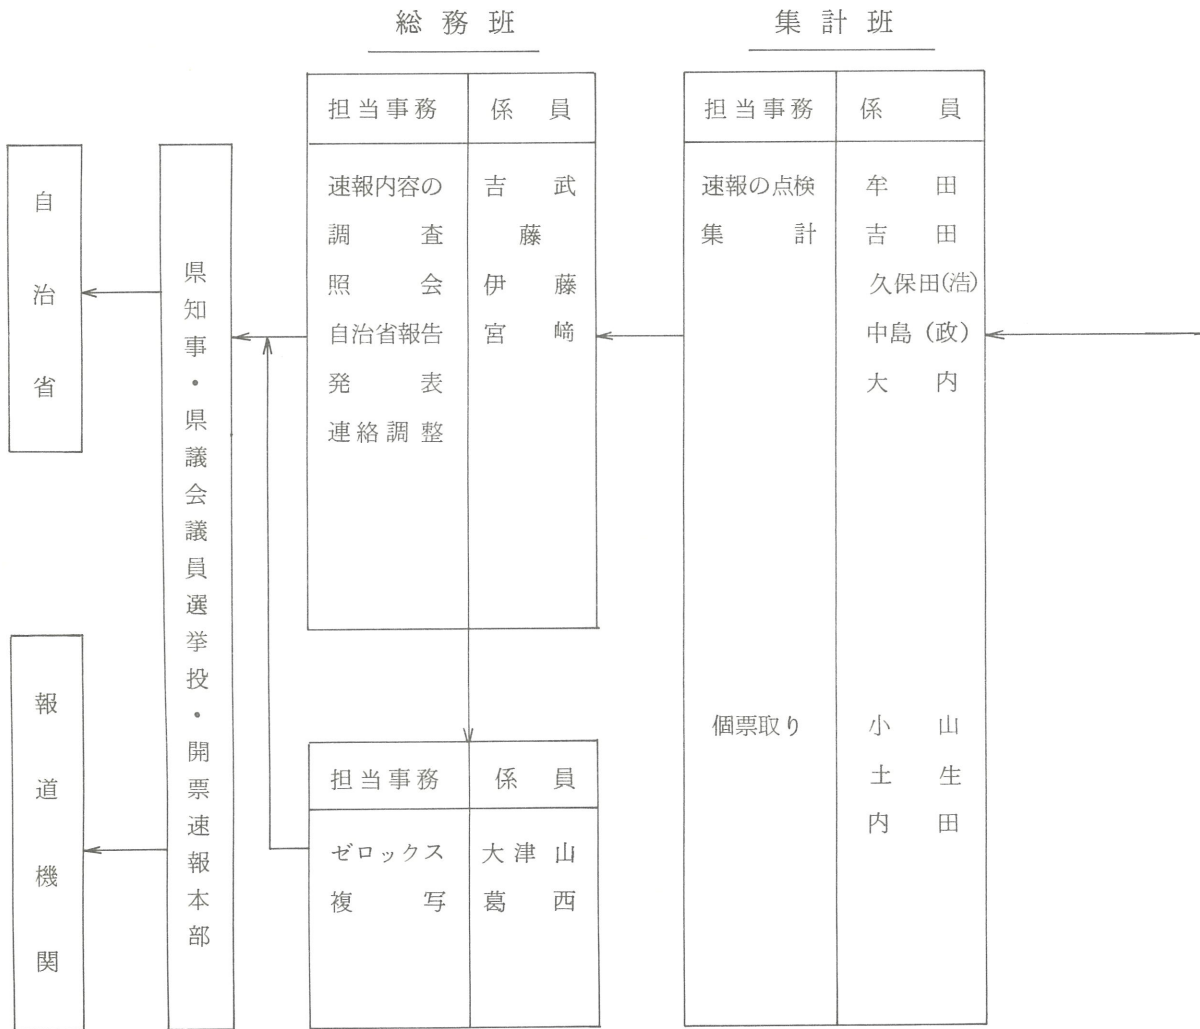 総務班
担当事務 係員
速報内容の 吉武
調査 藤
照会 伊藤
自治省報告 宮﨑
発表
連絡調整
担当事務 係員
ゼロックス 大津山
複写 葛西
集計班
担当事務 係員
速報の点検 牟田
集計 吉田
久保田(浩)
中島(政)
大内
個票取り 小山
土生
内田
県知事・県議会議員選挙投・開票速報本部
自治省
報道機関